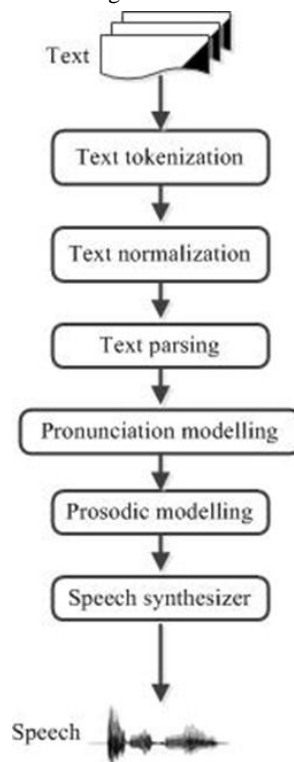 Text
Text tokenization
Text normalization
Text parsing
Pronunciation modelling
Prosodic modelling
Speech synthesizer
Speech